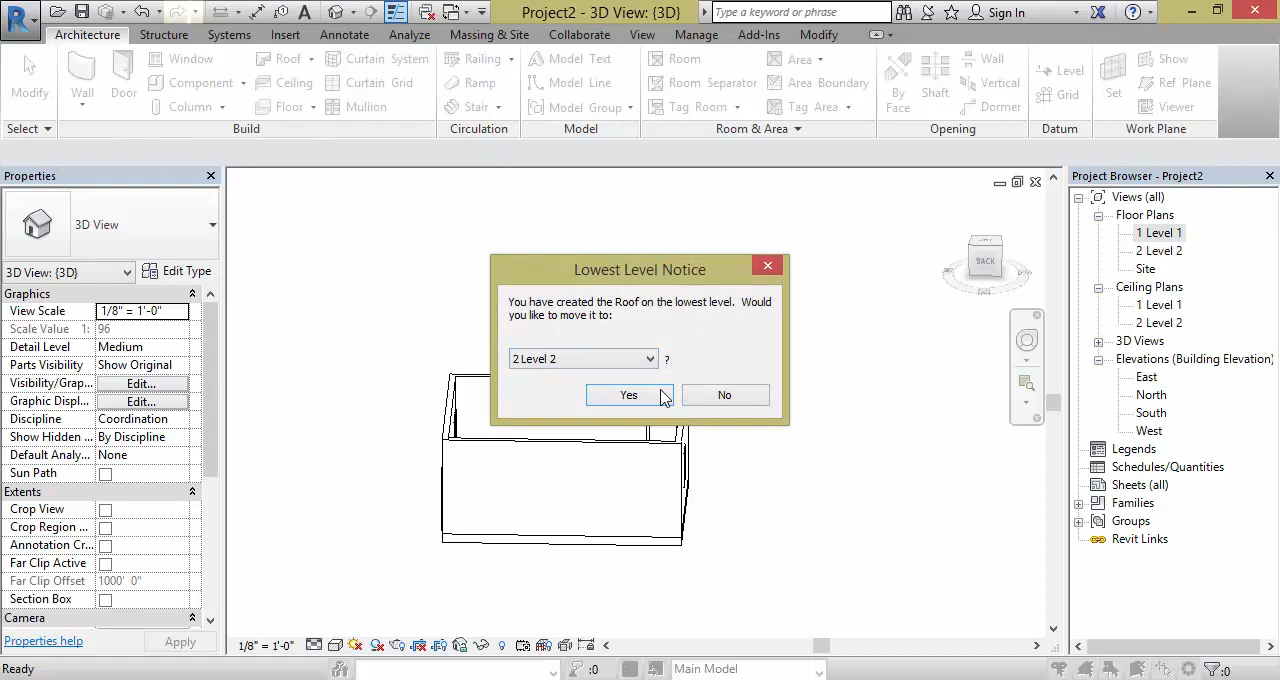 Project2 - 3D View: {3D}
Type a keyword or phrase
Sign In
Architecture Structure Systems Insert Annotate Analyze Massing & Site Collaborate View Manage Add-Ins Modify
Modify
Wall
Door
Window
Component
Column
Roof
Ceiling
Floor
Curtain System
Curtain Grid
Mullion
Railing
Ramp
Stair
Model Text
Model Line
Model Group
Room
Room Separator
Tag Room
Area
Area Boundary
Tag Area
By
Face
Shaft
Wall
Vertical
Dormer
Level
Grid
Set
Show
Ref Plane
Viewer
Select Build Circulation Model Room & Area Opening Datum Work Plane
Properties
3D View
3D View: {3D} Edit Type
Graphics
View Scale 1/8" = 1'-0"
Scale Value 1: 96
Detail Level Medium
Parts Visibility Show Original
Visibility/Grap... Edit...
Graphic Displ... Edit...
Discipline Coordination
Show Hidden ... By Discipline
Default Analy... None
Sun Path
Extents
Crop View
Crop Region ...
Annotation Cr...
Far Clip Active
Far Clip Offset 1000' 0"
Section Box
Camera
Properties help Apply
BACK
Lowest Level Notice
You have created the Roof on the lowest level. Would
you like to move it to:
2 Level 2 ?
Yes No
1/8" = 1'-0"
Project Browser - Project2
Views (all)
Floor Plans
1 Level 1
2 Level 2
Site
Ceiling Plans
1 Level 1
2 Level 2
3D Views
Elevations (Building Elevation)
East
North
South
West
Legends
Schedules/Quantities
Sheets (all)
Families
Groups
Revit Links
Ready
:0
Main Model
:0